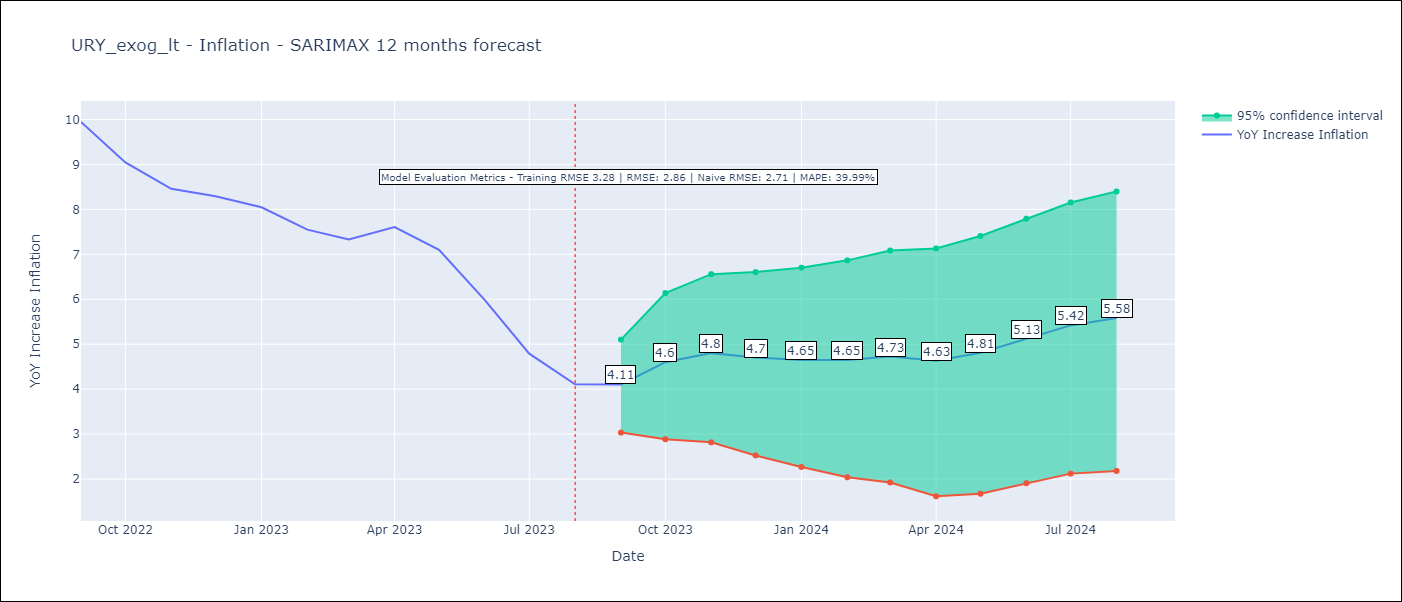 URY_exog_lt - Inflation - SARIMAX 12 months forecast
95% confidence interval
YoY Increase Inflation
Model Evaluation Metrics - Training RMSE 3.28 | RMSE: 2.86 | Naive RMSE: 2.71 | MAPE: 39.99%
YoY Increase Inflation
10
9
8
7
6
5
4
3
2
4.11
4.6
4.8
4.7
4.65
4.65
4.73
4.63
4.81
5.13
5.42
5.58
Oct 2022
Jan 2023
Apr 2023
Jul 2023
Oct 2023
Jan 2024
Apr 2024
Jul 2024
Date